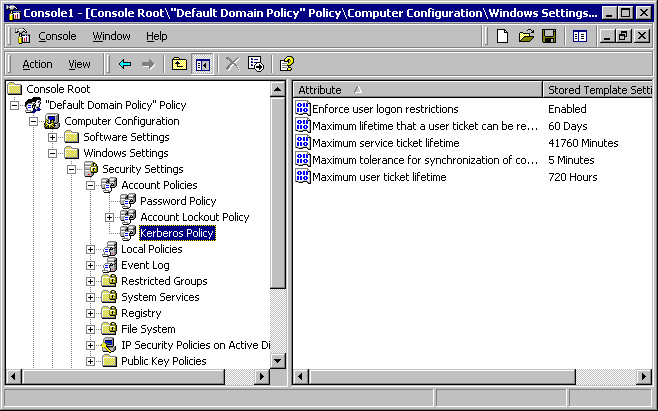 Console1 - [Console Root\"Default Domain Policy" Policy\Computer Configuration\Windows Settings...
Console Window Help
Action View
Console Root
"Default Domain Policy" Policy
Computer Configuration
Software Settings
Windows Settings
Security Settings
Account Policies
Password Policy
Account Lockout Policy
Kerberos Policy
Local Policies
Event Log
Restricted Groups
System Services
Registry
File System
IP Security Policies on Active Di
Public Key Policies
Attribute Stored Template Setti
Enforce user logon restrictions Enabled
Maximum lifetime that a user ticket can be re... 60 Days
Maximum service ticket lifetime 41760 Minutes
Maximum tolerance for synchronization of co... 5 Minutes
Maximum user ticket lifetime 720 Hours